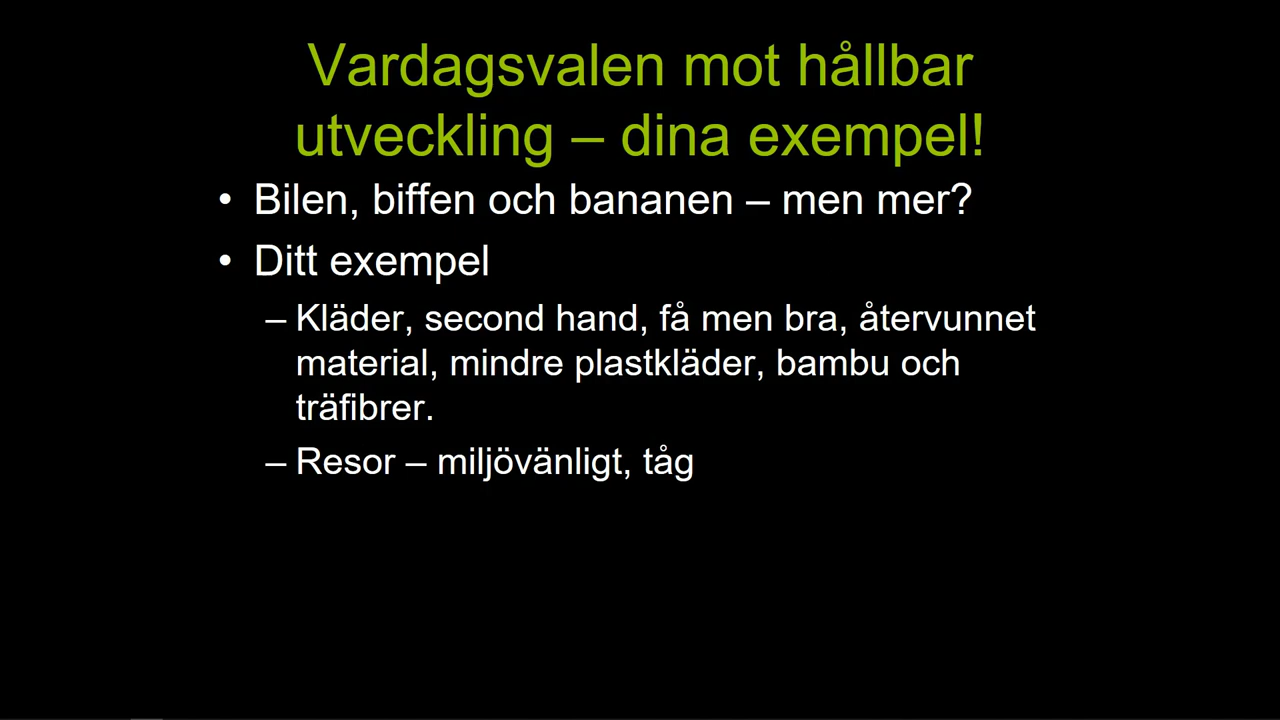 Vardagsvalen mot hållbar
utveckling – dina exempel!
• Bilen, biffen och bananen – men mer?
• Ditt exempel
– Kläder, second hand, få men bra, återvunnet
material, mindre plastkläder, bambu och
träfibrer.
– Resor – miljövänligt, tåg